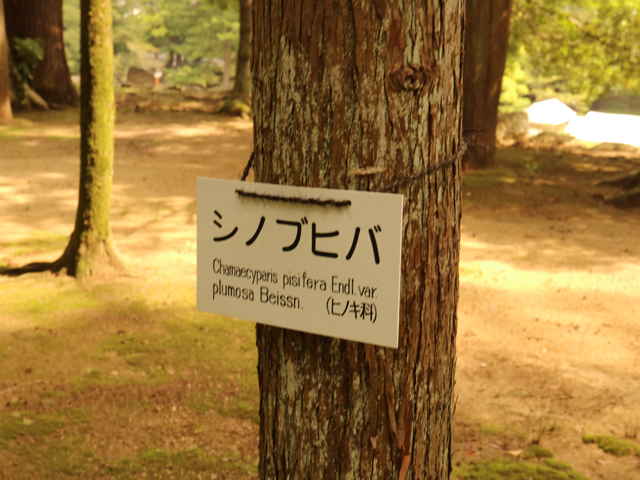 シノブヒバ
Chamaecyparis pisifera Endl. var.
plumosa Beissn. (ヒノキ科)